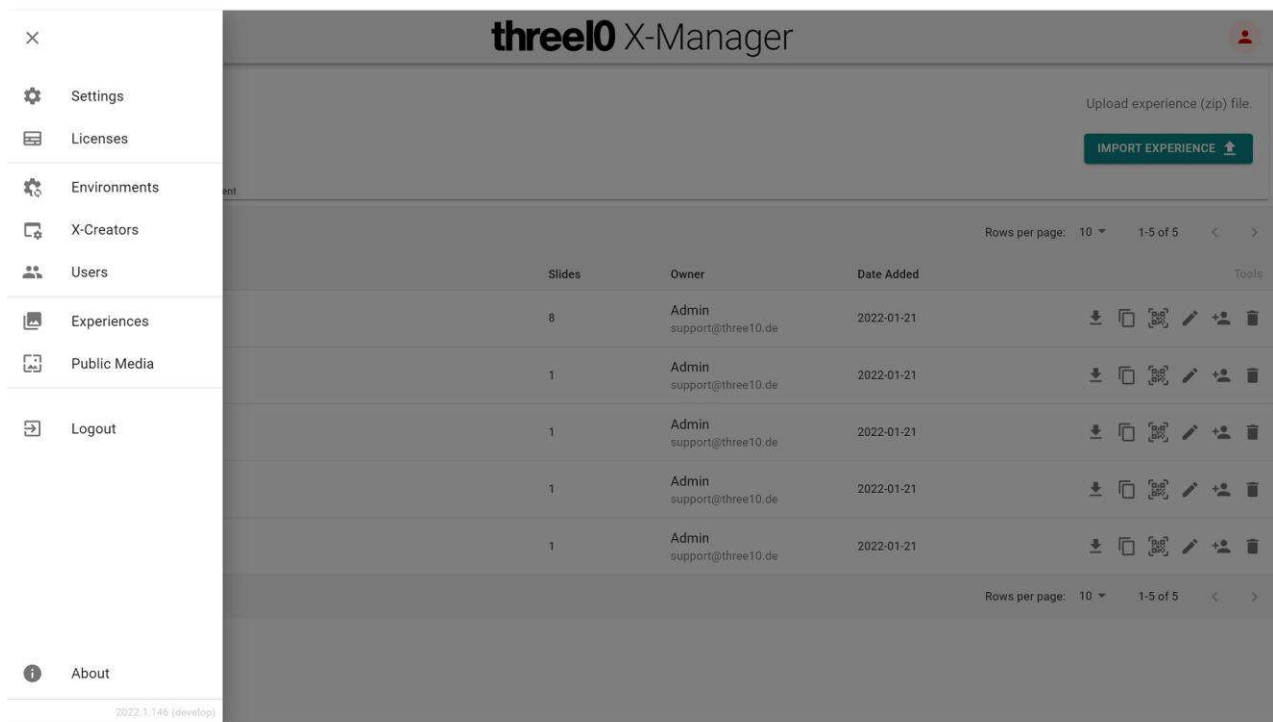 threel0 X-Manager
Settings
Licenses
Environments
X-Creators
Users
Experiences
Public Media
Logout
About
2022.1.146 (develop)
Upload experience (zip) file.
IMPORT EXPERIENCE
ent
Rows per page: 10 1-5 of 5
Slides Owner Date Added Tools
8 Admin 2022-01-21
support@three10.de
1 Admin 2022-01-21
support@three10.de
1 Admin 2022-01-21
support@three10.de
1 Admin 2022-01-21
support@three10.de
1 Admin 2022-01-21
support@three10.de
Rows per page: 10 1-5 of 5